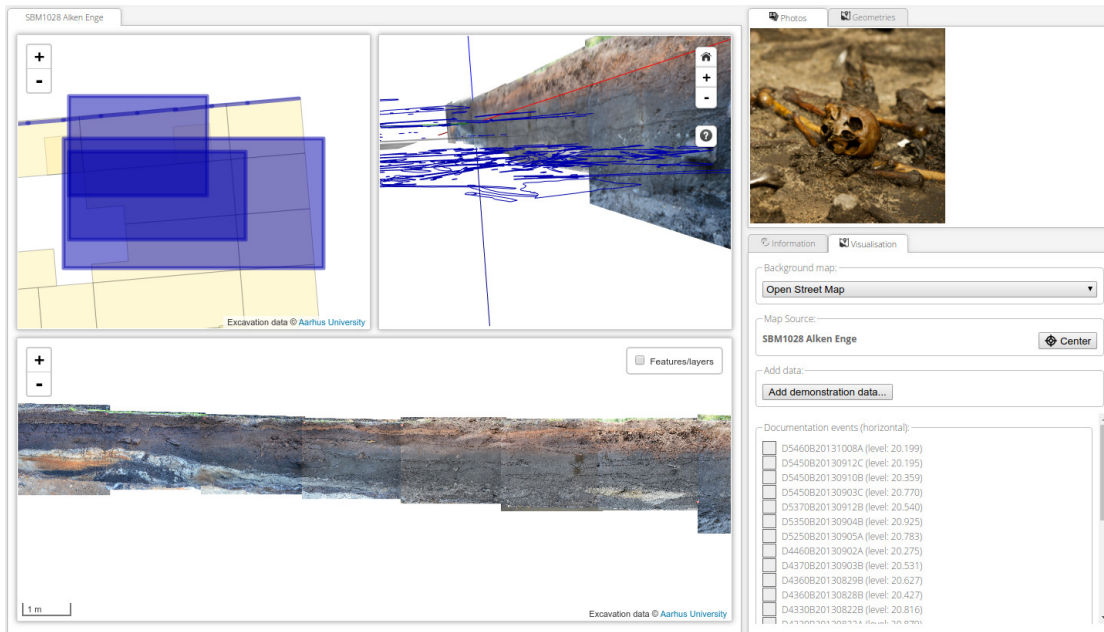 SBM1028 Alken Enge
+
-
Excavation data © Aarhus University
+
-
?
+
-
Features/layers
1 m
Excavation data © Aarhus University
Photos
Geometries
Information
Visualisation
Background map:
Open Street Map
Map Source:
SBM1028 Alken Enge
Center
Add data:
Add demonstration data...
Documentation events (horizontal):
D5460B20131008A (level: 20.199)
D5450B20130912C (level: 20.195)
D5450B20130910B (level: 20.359)
D5450B20130903C (level: 20.770)
D5370B20130912B (level: 20.540)
D5350B20130904B (level: 20.925)
D5250B20130905A (level: 20.783)
D4460B20130902A (level: 20.275)
D4370B20130903B (level: 20.531)
D4360B20130829B (level: 20.627)
D4360B20130828B (level: 20.427)
D4330B20130822B (level: 20.816)